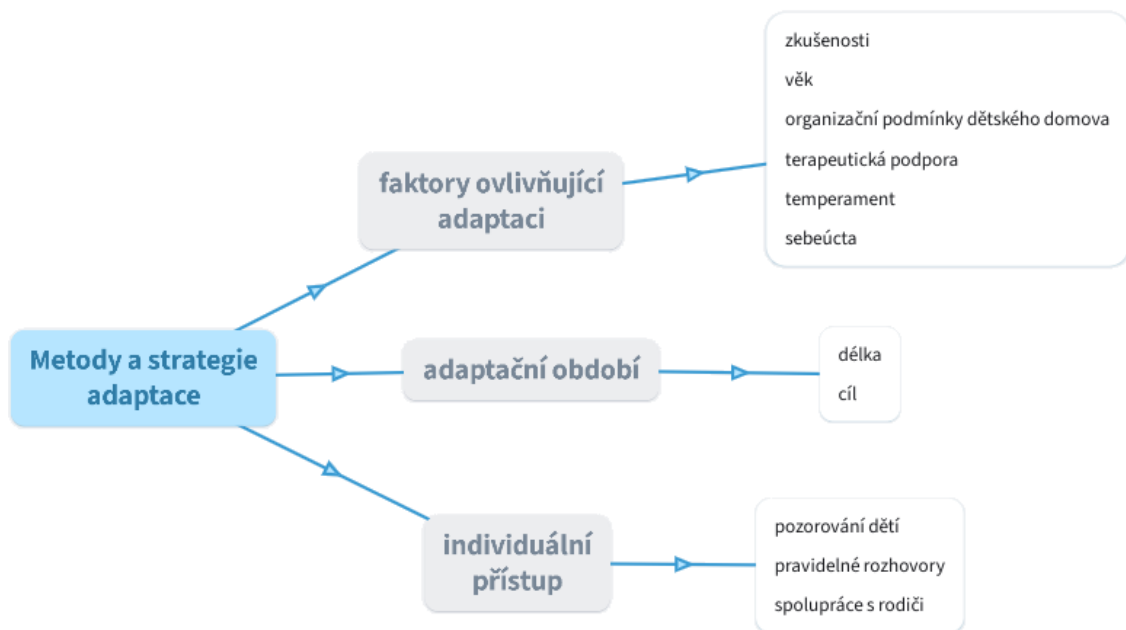 Metody a strategie
adaptace
faktory ovlivňující
adaptaci
zkušenosti
věk
organizační podmínky dětského domova
terapeutická podpora
temperament
sebeúcta
adaptační období
délka
cíl
individuální
přístup
pozorování dětí
pravidelné rozhovory
spolupráce s rodiči